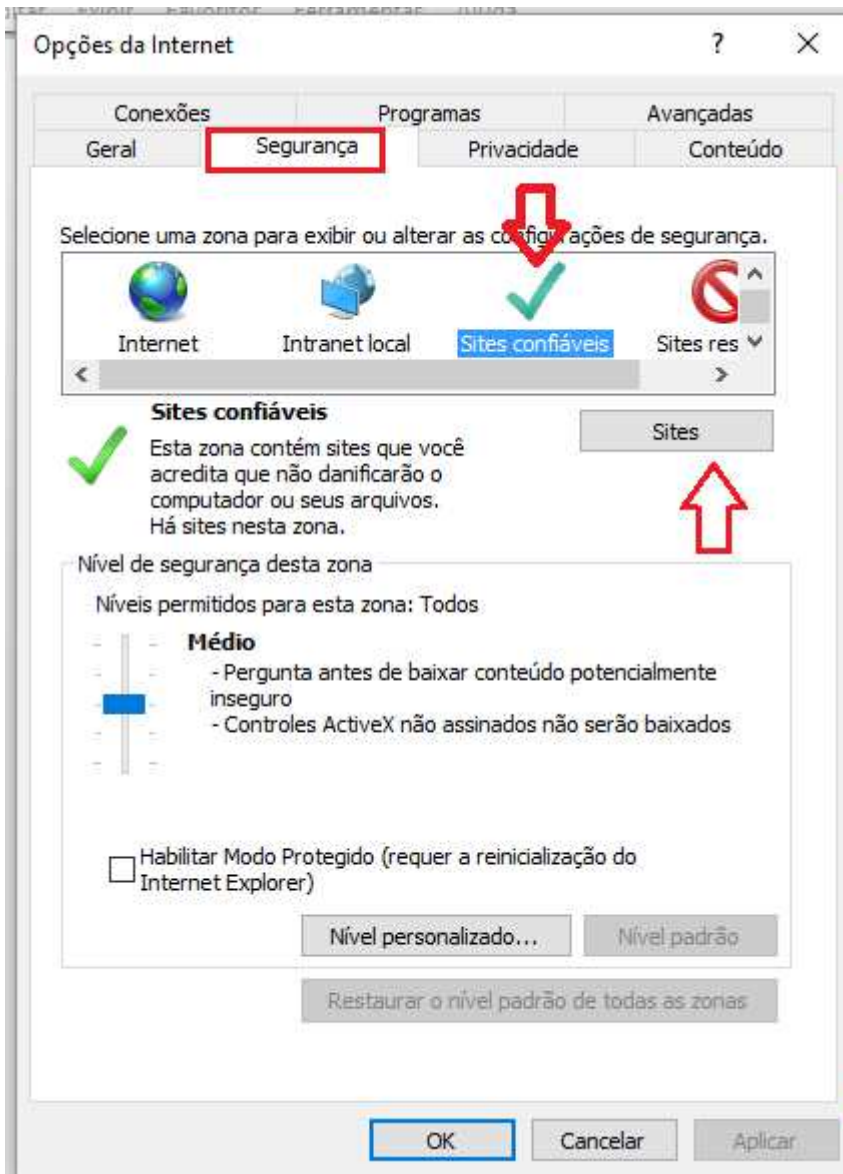 Exibir Favoritos Ferramentas Ajuda
Opções da Internet ? X
Conexões Programas Avançadas
Geral Segurança Privacidade Conteúdo
Selecione uma zona para exibir ou alterar as configurações de segurança.
Internet Intranet local Sites confiáveis Sites res
Sites confiáveis
Sites
Esta zona contém sites que você
acredita que não danificarão o
computador ou seus arquivos.
Há sites nesta zona.
Nível de segurança desta zona
Níveis permitidos para esta zona: Todos
Médio
- Pergunta antes de baixar conteúdo potencialmente
inseguro
- Controles ActiveX não assinados não serão baixados
Habilitar Modo Protegido (requer a reinicialização do
Internet Explorer)
Nível personalizado... Nível padrão
Restaurar o nível padrão de todas as zonas
OK Cancelar Aplicar